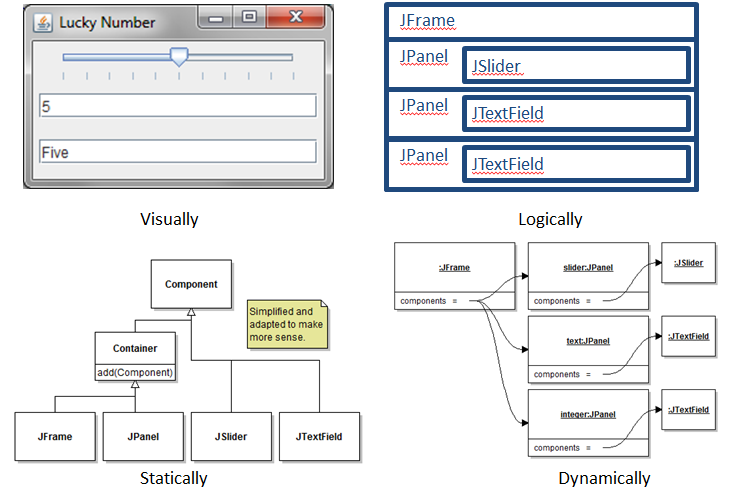 Lucky Number
5
Five
Visually
JFrame
JPanel
JSlider
JPanel
JTextField
JPanel
JTextField
Logically
Component
Simplified and
adapted to make
more sense.
Container
add(Component)
JFrame
JPanel
JSlider
JTextField
Statically
:JFrame
components =
slider:JPanel
components =
:JSlider
text:JPanel
components =
:JTextField
integer:JPanel
components =
:JTextField
Dynamically